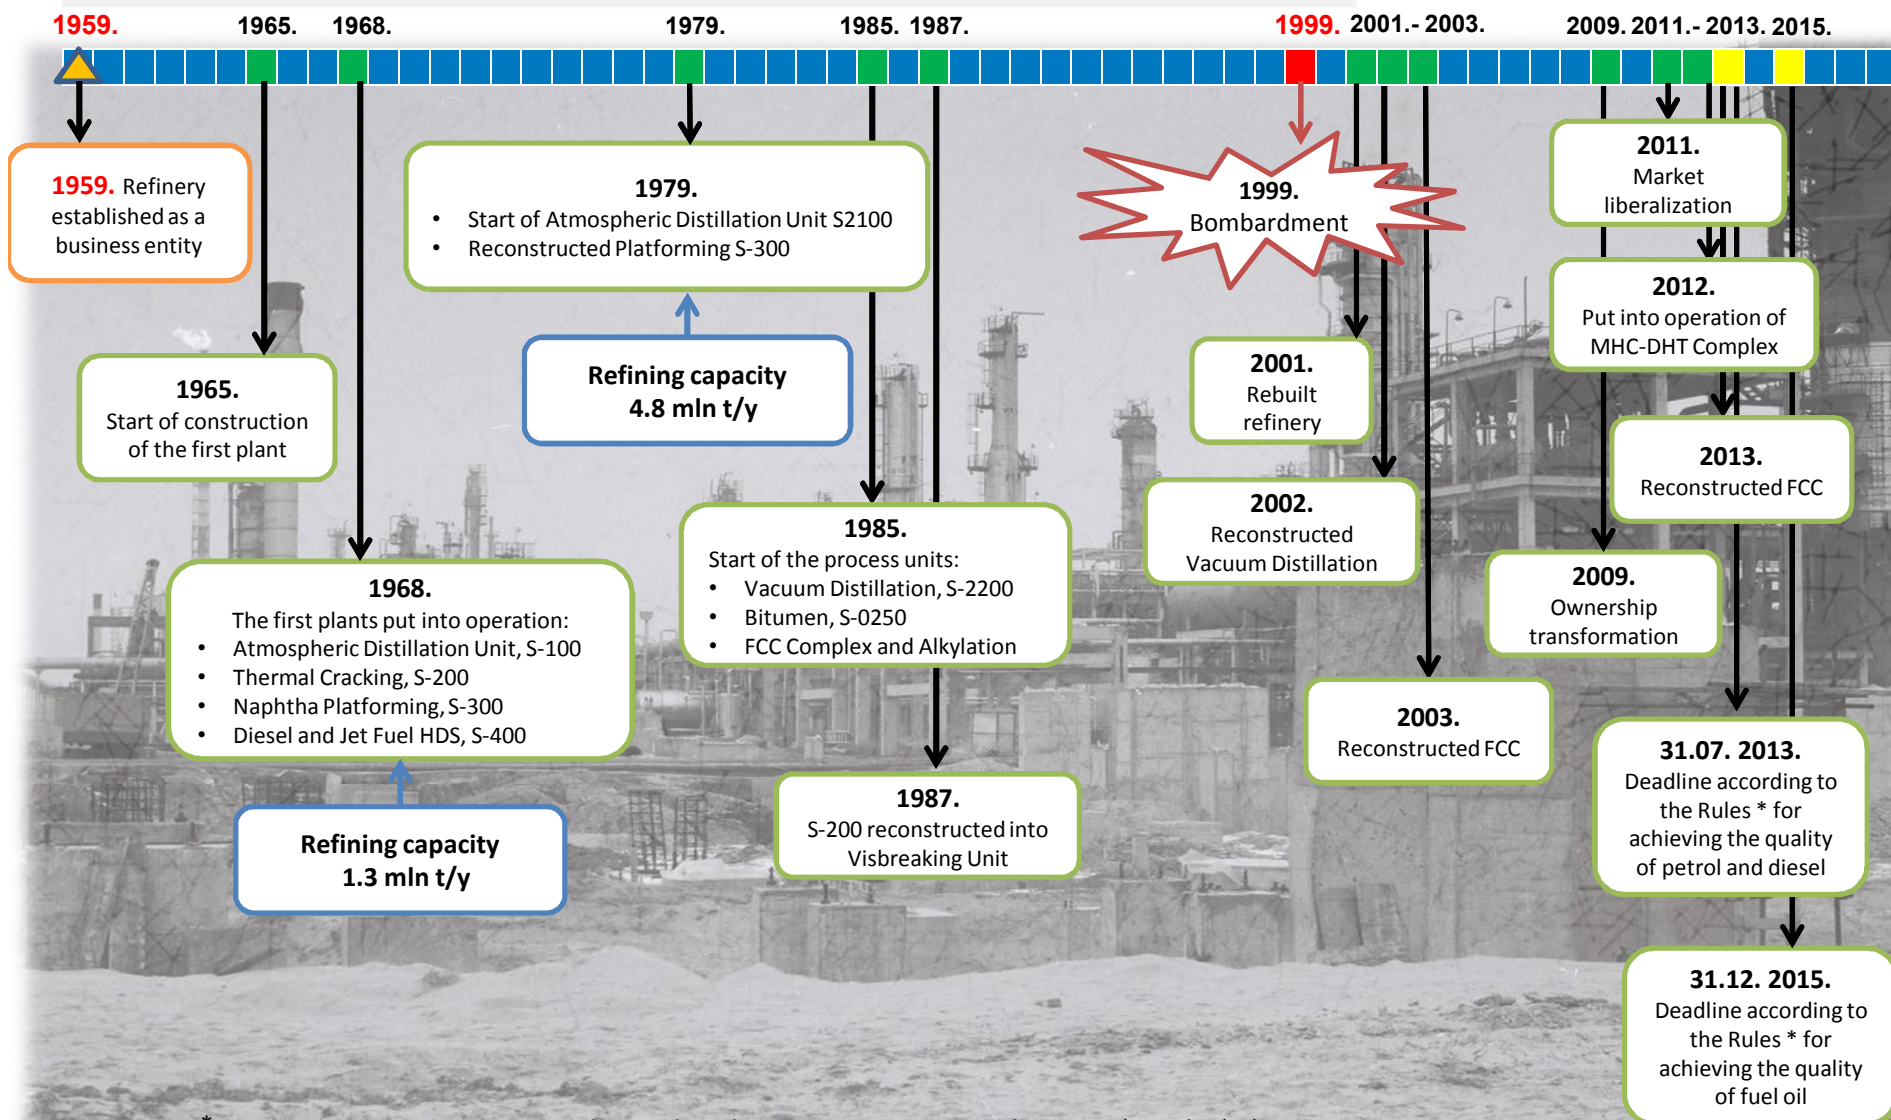 1959. 1965. 1968. 1979. 1985. 1987. 1999. 2001.- 2003. 2009. 2011.- 2013. 2015.
1959. Refinery
established as a
business entity
1965.
Start of construction
of the first plant
1968.
The first plants put into operation:
• Atmospheric Distillation Unit, S-100
• Thermal Cracking, S-200
• Naphtha Platforming, S-300
• Diesel and Jet Fuel HDS, S-400
Refining capacity
1.3 mln t/y
1979.
• Start of Atmospheric Distillation Unit S2100
• Reconstructed Platforming S-300
Refining capacity
4.8 mln t/y
1985.
Start of the process units:
• Vacuum Distillation, S-2200
• Bitumen, S-0250
• FCC Complex and Alkylation
1987.
S-200 reconstructed into
Visbreaking Unit
1999.
Bombardment
2001.
Rebuilt
refinery
2002.
Reconstructed
Vacuum Distillation
2003.
Reconstructed FCC
2009.
Ownership
transformation
2011.
Market
liberalization
2012.
Put into operation of
MHC-DHT Complex
2013.
Reconstructed FCC
31.07. 2013.
Deadline according to
the Rules * for
achieving the quality
of petrol and diesel
31.12. 2015.
Deadline according to
the Rules * for
achieving the quality
of fuel oil
*